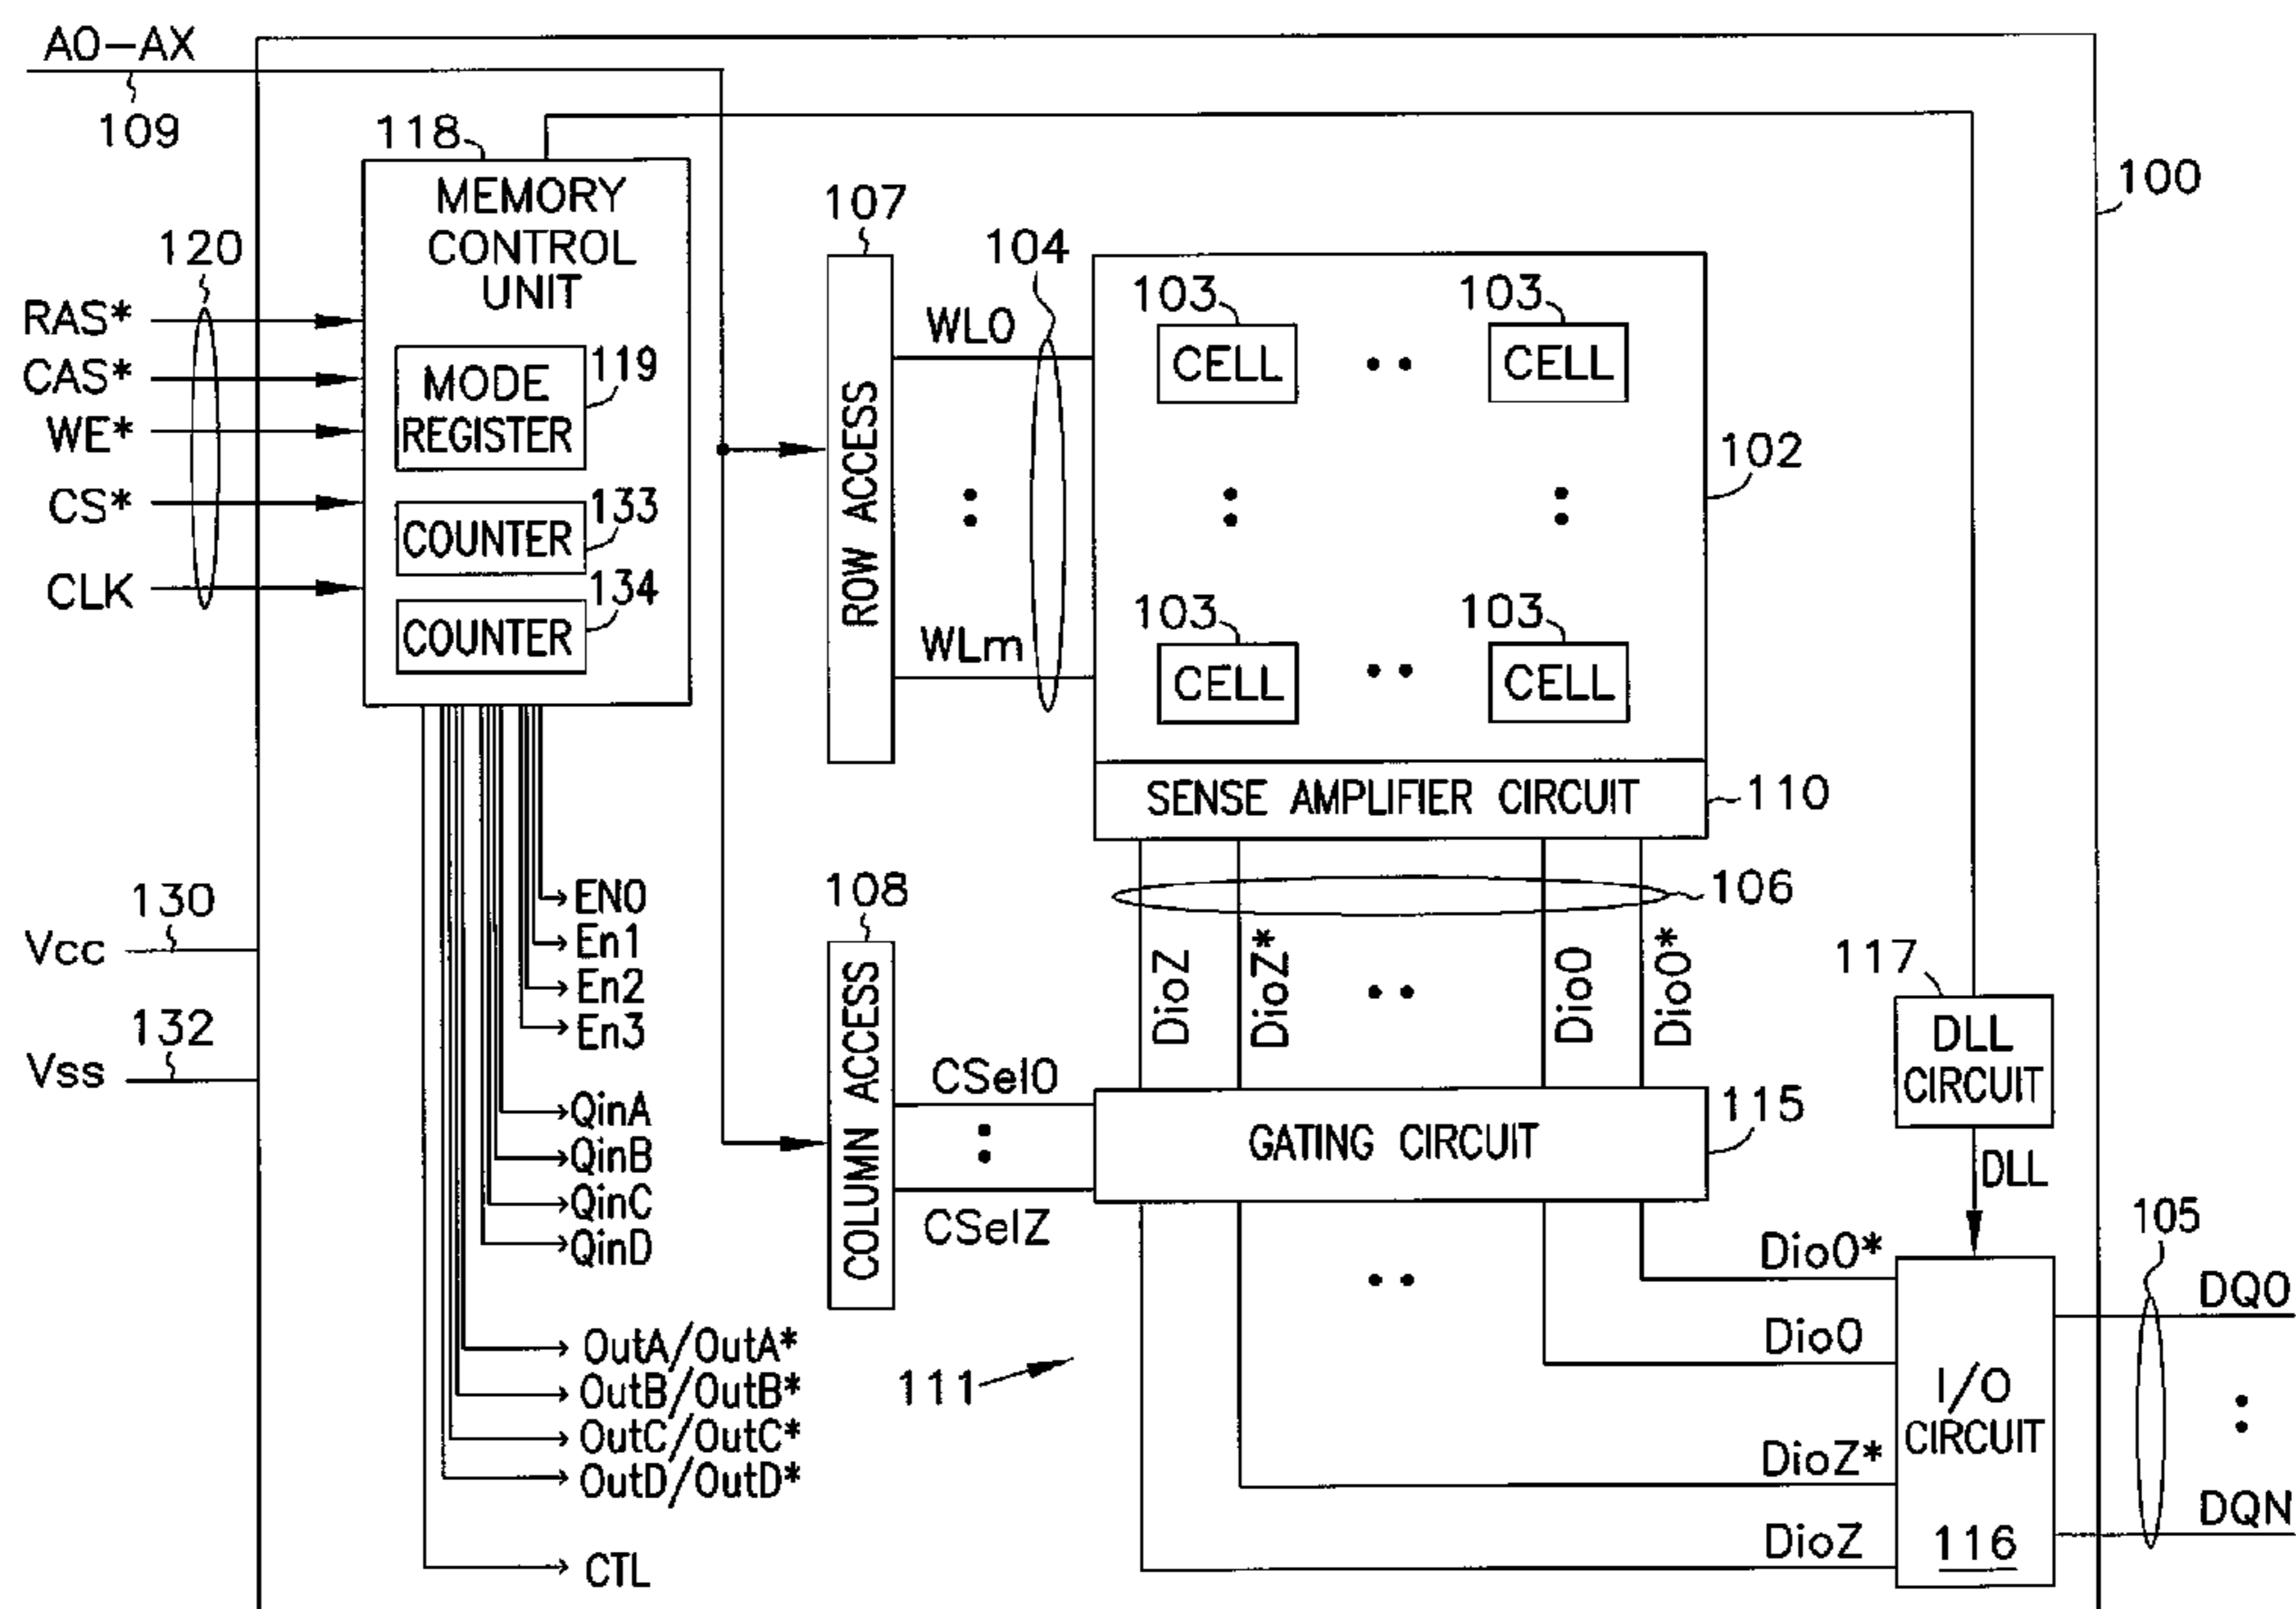 A0-AX
109
118
MEMORY
CONTROL
UNIT
120
RAS*
CAS*
WE*
CS*
CLK
MODE
REGISTER
119
COUNTER
133
COUNTER
134
107
ROW ACCESS
104
WL0
WLm
103
CELL
103
CELL
103
CELL
103
CELL
100
102
SENSE AMPLIFIER CIRCUIT
110
106
DioZ
DioZ*
Dio0
Dio0*
130
Vcc
132
Vss
EN0
En1
En2
En3
QinA
QinB
QinC
QinD
OutA/OutA*
OutB/OutB*
OutC/OutC*
OutD/OutD*
CTL
108
COLUMN ACCESS
CSel0
CSelZ
GATING CIRCUIT
115
117
DLL
CIRCUIT
DLL
111
Dio0*
Dio0
DioZ*
DioZ
I/O
CIRCUIT
116
105
DQ0
DQN